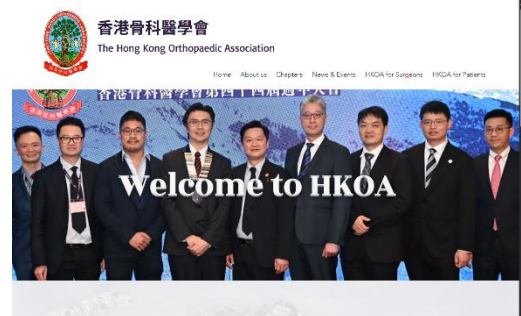 香港骨科醫學會
The Hong Kong Orthopaedic Association
Home About us Chapters News & Events HKOA for Surgeons HKOA for Patients
香港骨科醫學會第四十四屆週年大會
Welcome to HKOA